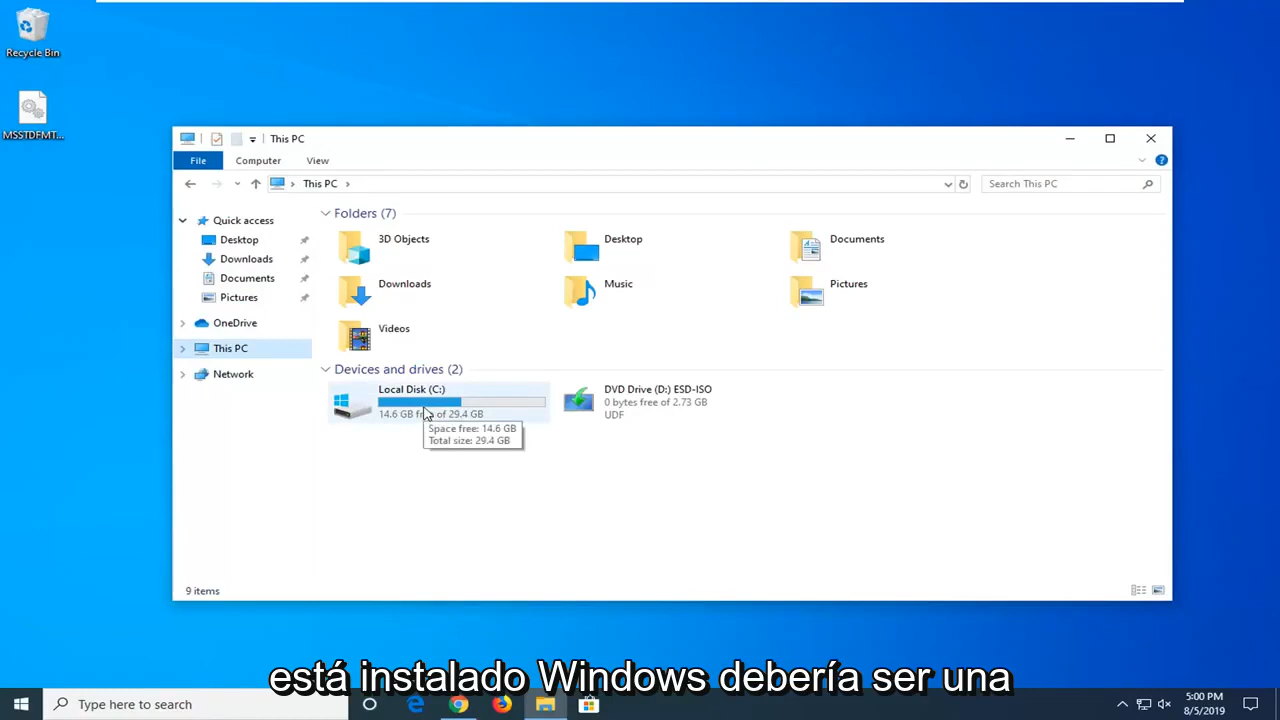 Recycle Bin
MSSTDFMT...
This PC
File Computer View
This PC
Search This PC
Quick access
Desktop
Downloads
Documents
Pictures
OneDrive
This PC
Network
Folders (7)
3D Objects
Desktop
Documents
Downloads
Music
Pictures
Videos
Devices and drives (2)
Local Disk (C:)
14.6 GB free of 29.4 GB
Space free: 14.6 GB
Total size: 29.4 GB
DVD Drive (D:) ESD-ISO
0 bytes free of 2.73 GB
UDF
9 items
está instalado Windows debería ser una
Type here to search
5:00 PM
8/5/2019